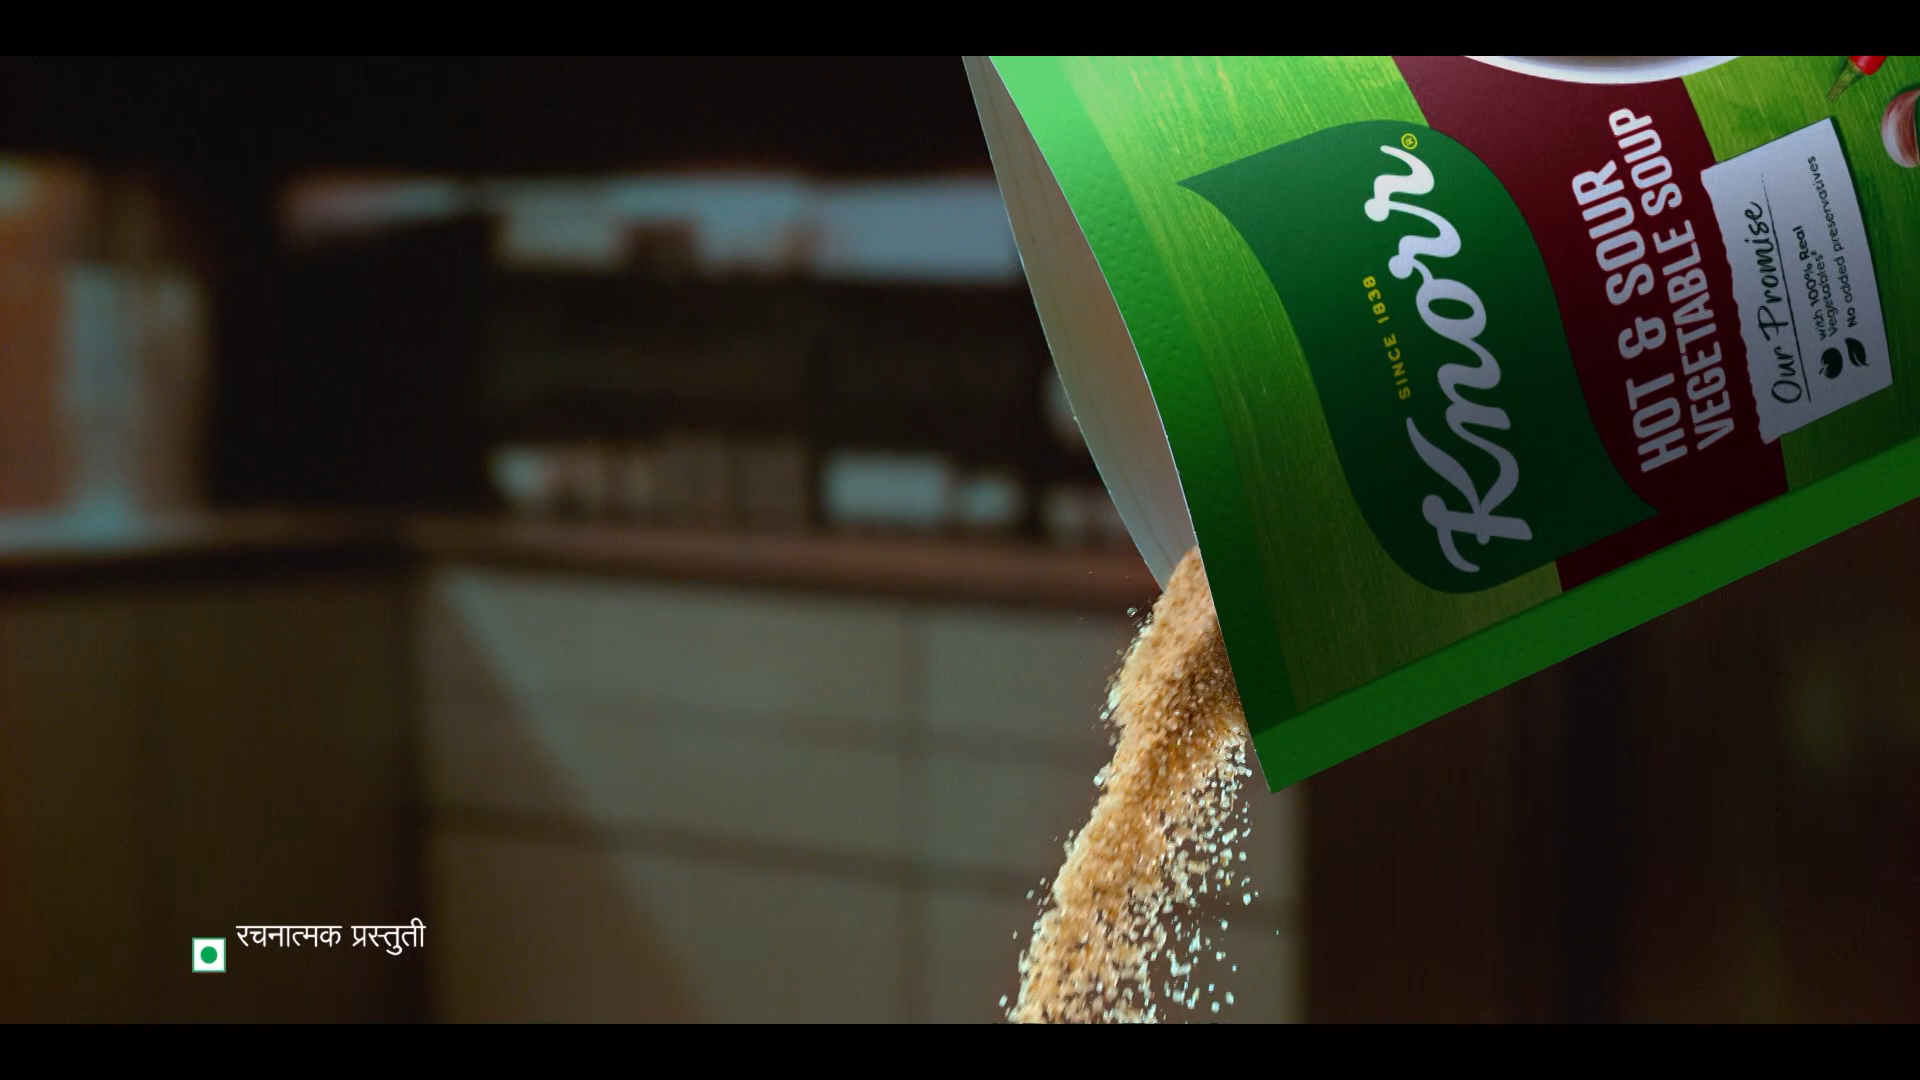 Knorr®
SINCE 1838
HOT & SOUR
VEGETABLE SOUP
Our Promise
with 100% Real
Vegetables*
No added preservatives
रचनात्मक प्रस्तुती